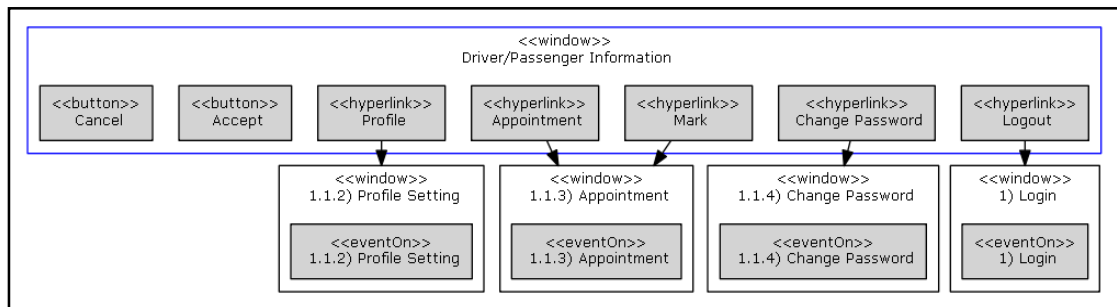 <<window>>
Driver/Passenger Information
<<button>>
Cancel
<<button>>
Accept
<<hyperlink>>
Profile
<<hyperlink>>
Appointment
<<hyperlink>>
Mark
<<hyperlink>>
Change Password
<<hyperlink>>
Logout
<<window>>
1.1.2) Profile Setting
<<eventOn>>
1.1.2) Profile Setting
<<window>>
1.1.3) Appointment
<<eventOn>>
1.1.3) Appointment
<<window>>
1.1.4) Change Password
<<eventOn>>
1.1.4) Change Password
<<window>>
1) Login
<<eventOn>>
1) Login